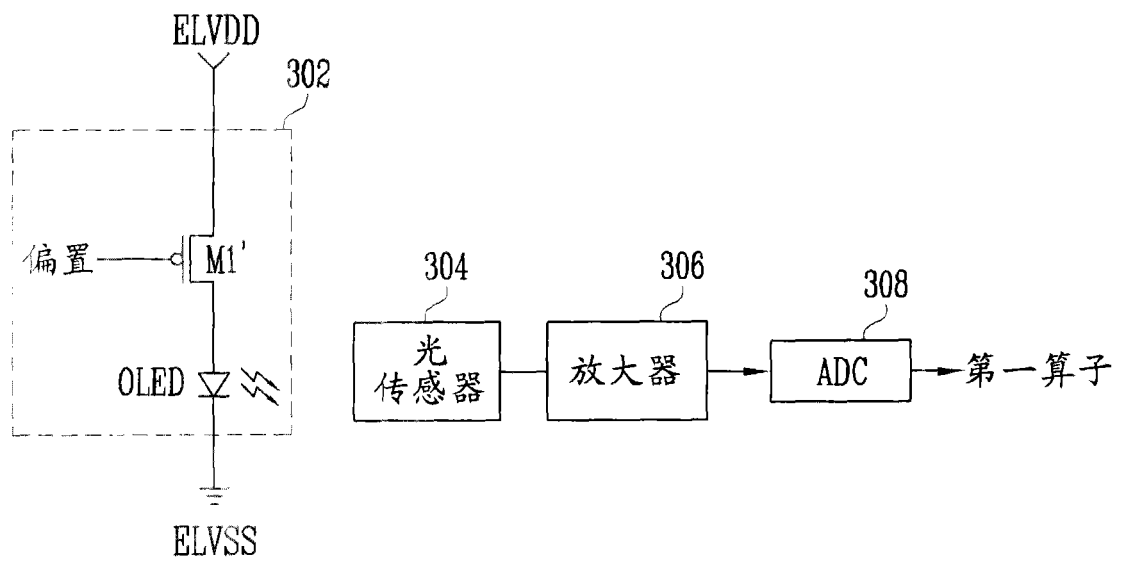 ELVDD
302
偏置
M1'
OLED
ELVSS
304
光
传感器
306
放大器
308
ADC
第一算子